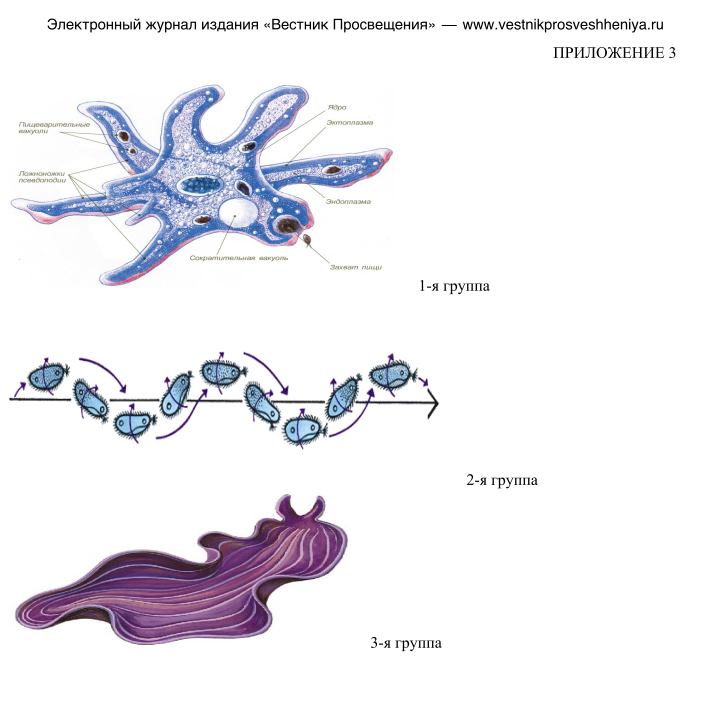 Электронный журнал издания «Вестник Просвещения» — www.vestnikprosveshheniya.ru
ПРИЛОЖЕНИЕ 3
Пищеварительные
вакуоли
Ядро
Эктоплазма
Ложноножки
псевдоподии
Эндоплазма
Сократительная вакуоль
Захват пищи
1-я группа
2-я группа
3-я группа